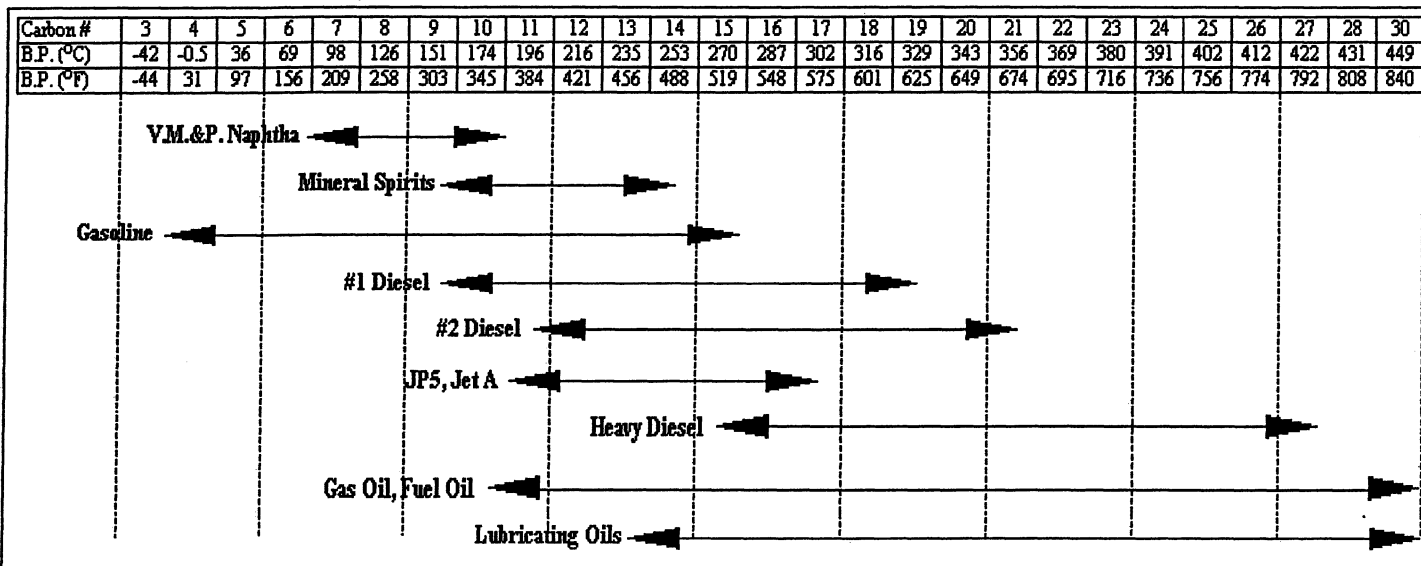 Carbon # 3 4 5 6 7 8 9 10 11 12 13 14 15 16 17 18 19 20 21 22 23 24 25 26 27 28 30
B.P. (⁰C) -42 -0.5 36 69 98 126 151 174 196 216 235 253 270 287 302 316 329 343 356 369 380 391 402 412 422 431 449
B.P. (⁰F) -44 31 97 156 209 258 303 345 384 421 456 488 519 548 575 601 625 649 674 695 716 736 756 774 792 808 840
V.M.&P. Naphtha
Mineral Spirits
Gasoline
#1 Diesel
#2 Diesel
JP5, Jet A
Heavy Diesel
Gas Oil, Fuel Oil
Lubricating Oils